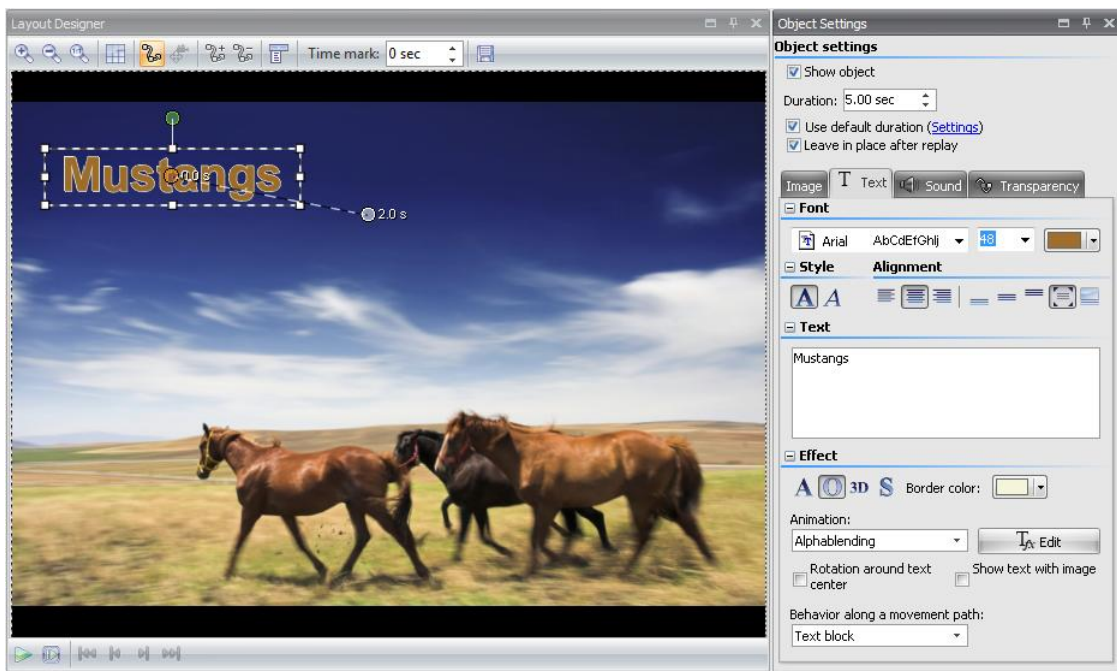 Layout Designer
Time mark: 0 sec
Mustangs
0.0 s
2.0 s
Object Settings
Object settings
Show object
Duration: 5.00 sec
Use default duration (Settings)
Leave in place after replay
Image
T Text
Sound
Transparency
Font
Arial AbCdEfGhIj 48
Style Alignment
A A
Text
Mustangs
Effect
A O 3D S Border color:
Animation:
Alphablending
Edit
Rotation around text center
Show text with image
Behavior along a movement path:
Text block